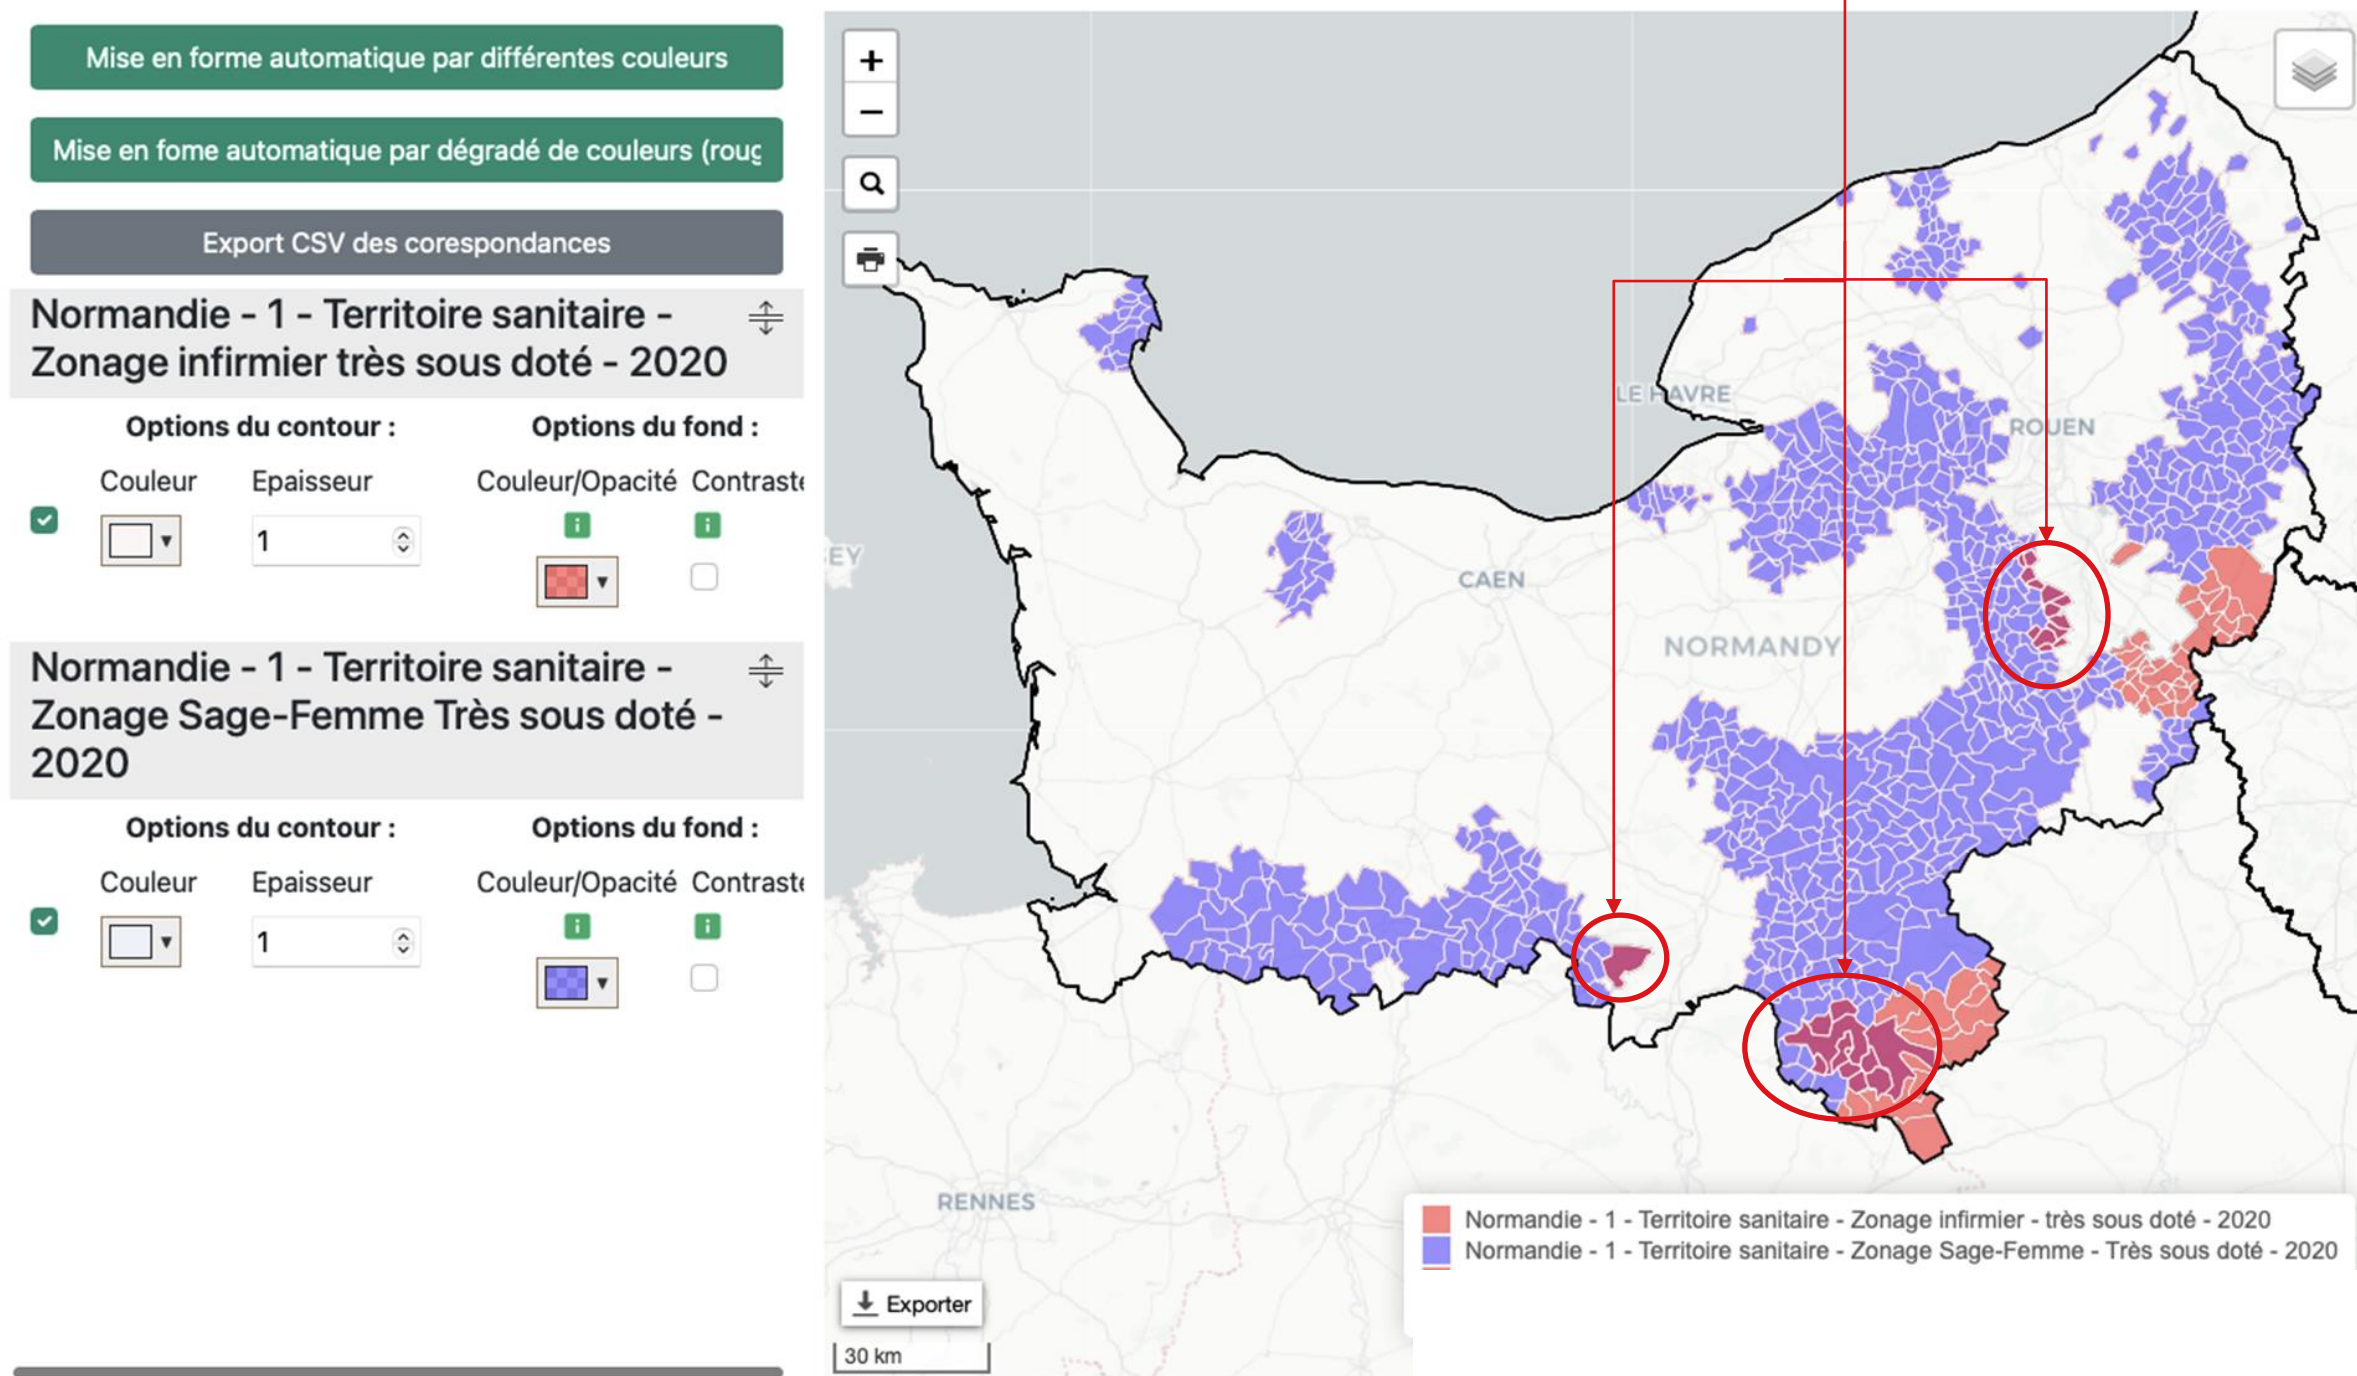 Mise en forme automatique par différentes couleurs
Mise en fome automatique par dégradé de couleurs (roug
Export CSV des corespondances
Normandie - 1 - Territoire sanitaire -
Zonage infirmier très sous doté - 2020
Options du contour :
Options du fond :
Couleur
Epaisseur
Couleur/Opacité
Contraste
1
Normandie - 1 - Territoire sanitaire -
Zonage Sage-Femme Très sous doté -
2020
Options du contour :
Options du fond :
Couleur
Epaisseur
Couleur/Opacité
Contraste
1
+
−
LE HAVRE
ROUEN
EY
CAEN
NORMANDY
RENNES
Normandie - 1 - Territoire sanitaire - Zonage infirmier - très sous doté - 2020
Normandie - 1 - Territoire sanitaire - Zonage Sage-Femme - Très sous doté - 2020
Exporter
30 km